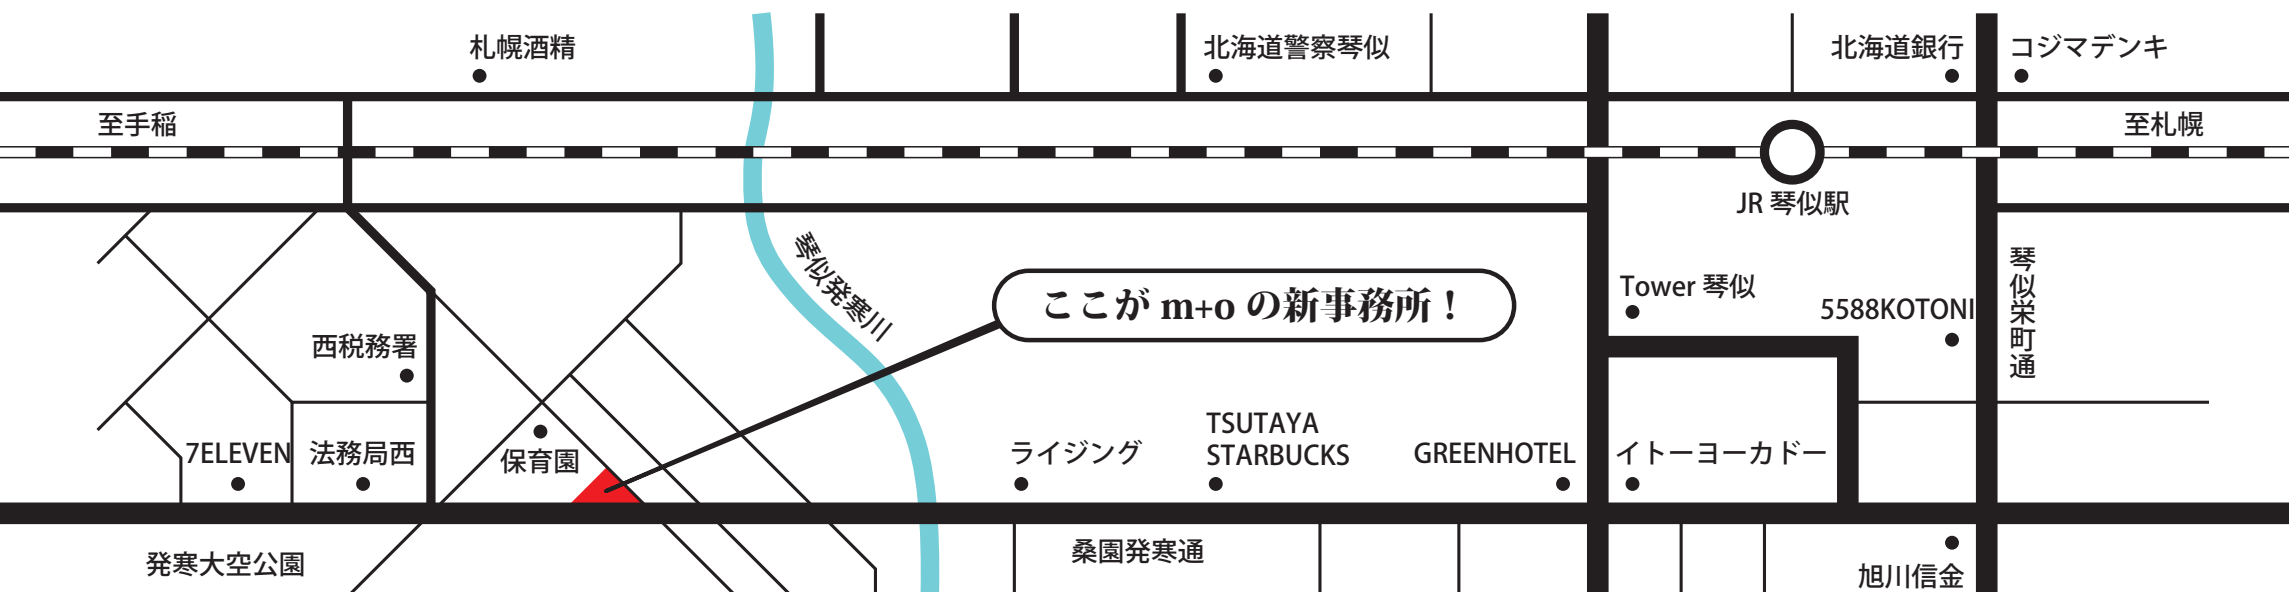 札幌酒精
北海道警察琴似
北海道銀行
コジマデンキ
至手稲
至札幌
JR 琴似駅
琴似発寒川
ここが m+o の新事務所！
Tower 琴似
5588KOTONI
琴似栄町通
西税務署
7ELEVEN
法務局西
保育園
ライジング
TSUTAYA
STARBUCKS
GREENHOTEL
イトーヨーカドー
発寒大空公園
桑園発寒通
旭川信金